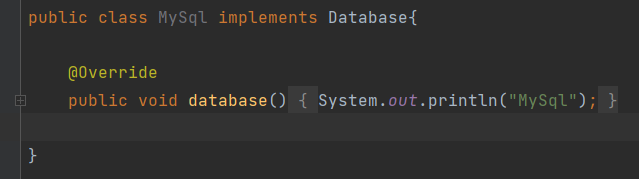 public class MySql implements Database{
@Override
public void database() { System.out.println("MySql"); }
}